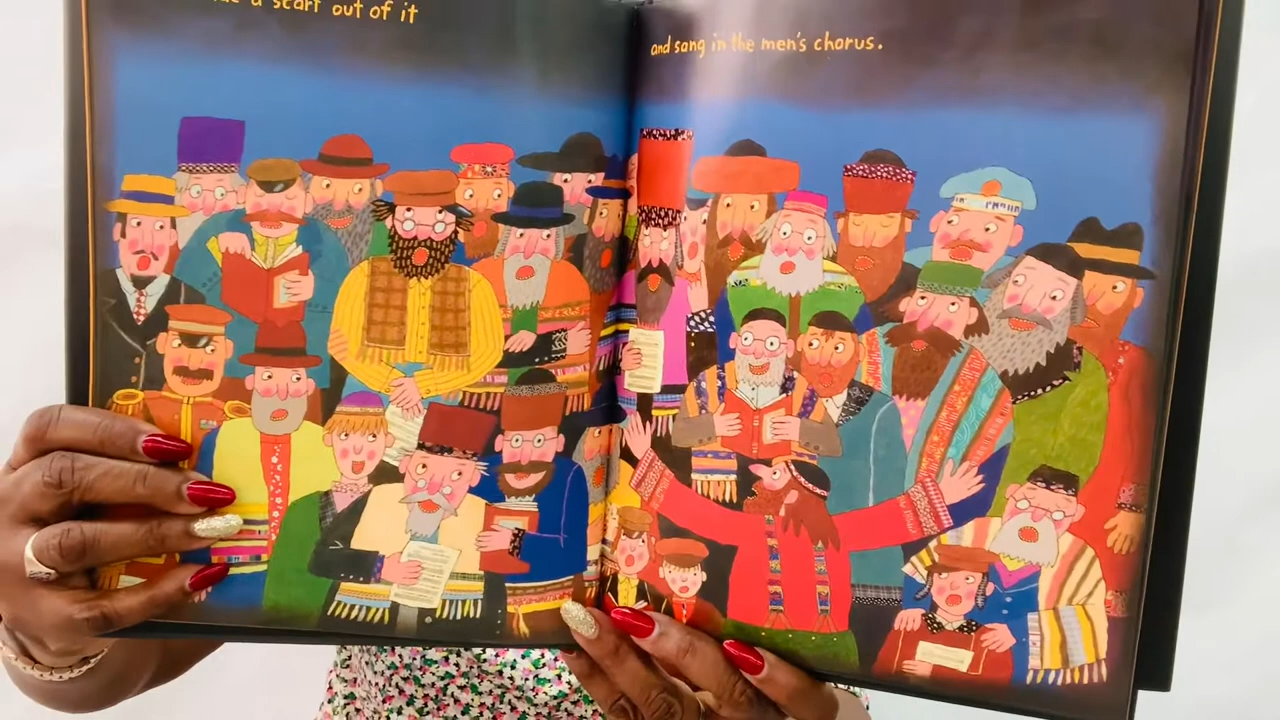 a scarf out of it
and sang in the men's chorus.